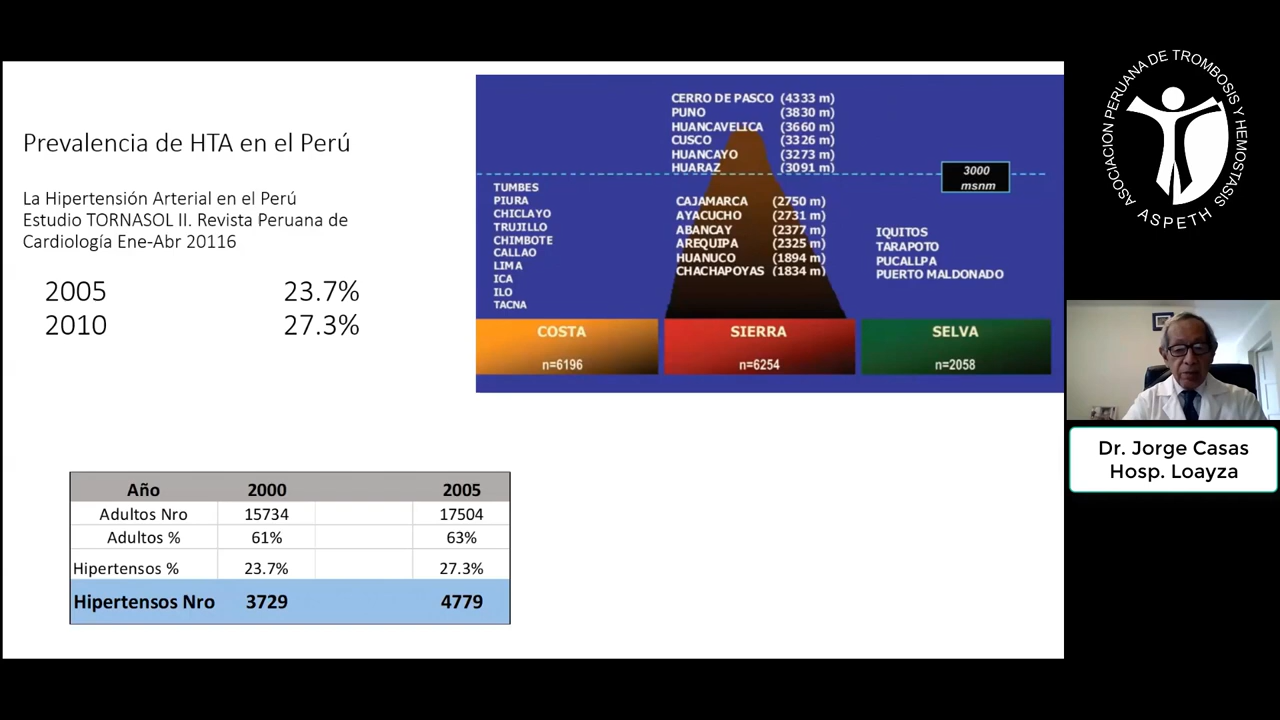 Prevalencia de HTA en el Perú
La Hipertensión Arterial en el Perú
Estudio TORNASOL II. Revista Peruana de
Cardiología Ene-Abr 20116
2005 23.7%
2010 27.3%
CERRO DE PASCO (4333 m)
PUNO (3830 m)
HUANCAVELICA (3660 m)
CUSCO (3326 m)
HUANCAYO (3273 m)
HUARAZ (3091 m)
3000
msnm
TUMBES
PIURA
CHICLAYO
TRUJILLO
CHIMBOTE
CALLAO
LIMA
ICA
ILO
TACNA
CAJAMARCA (2750 m)
AYACUCHO (2731 m)
ABANCAY (2377 m)
AREQUIPA (2325 m)
HUANUCO (1894 m)
CHACHAPOYAS (1834 m)
IQUITOS
TARAPOTO
PUCALLPA
PUERTO MALDONADO
COSTA
n=6196
SIERRA
n=6254
SELVA
n=2058
Año 2000 2005
Adultos Nro 15734 17504
Adultos % 61% 63%
Hipertensos % 23.7% 27.3%
Hipertensos Nro 3729 4779
ASOCIACION PERUANA DE TROMBOSIS Y HEMOSTASIS
ASPETH
Dr. Jorge Casas
Hosp. Loayza